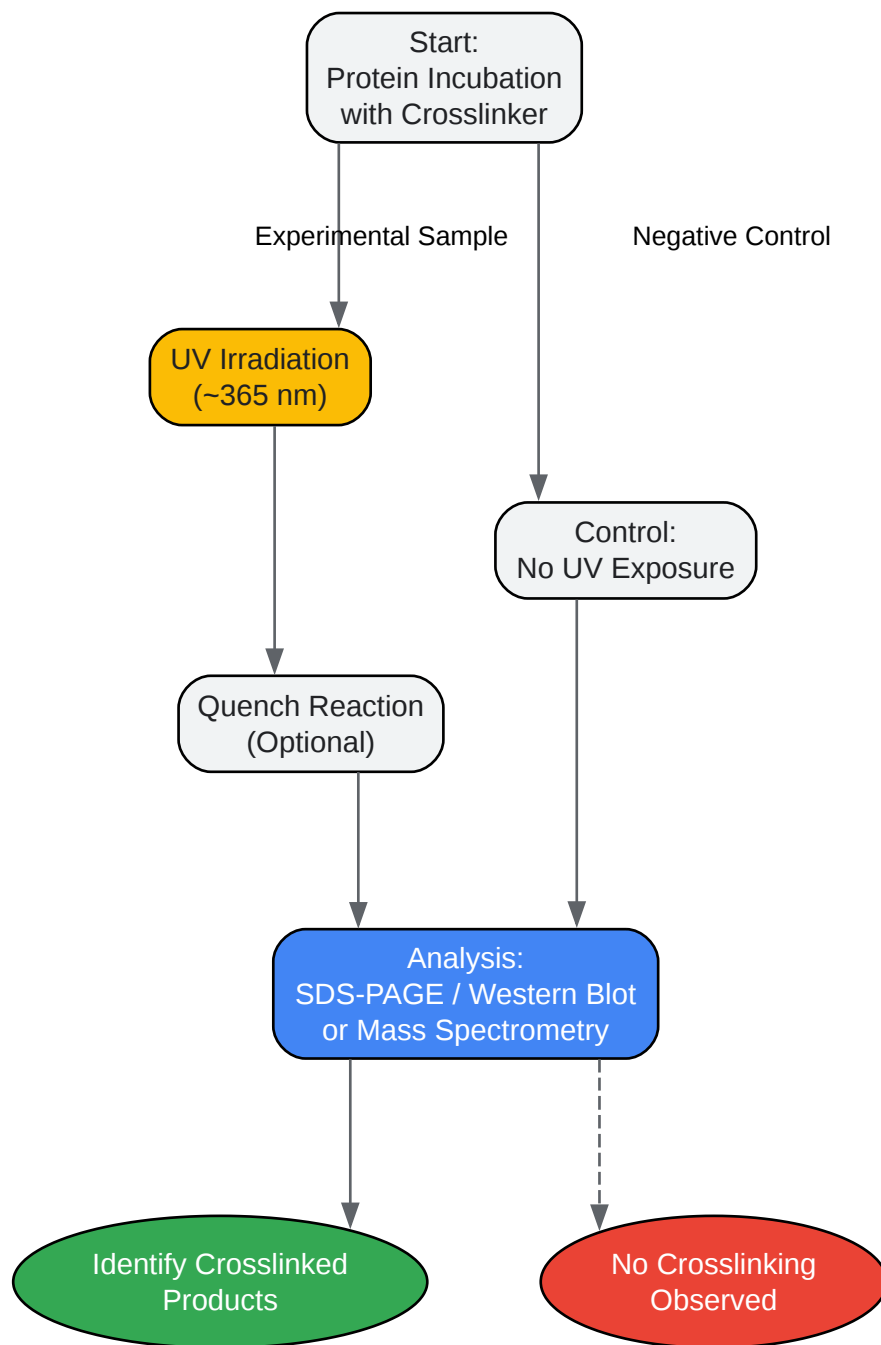 Start:
Protein Incubation
with Crosslinker
Experimental Sample
Negative Control
UV Irradiation
(~365 nm)
Control:
No UV Exposure
Quench Reaction
(Optional)
Analysis:
SDS-PAGE / Western Blot
or Mass Spectrometry
Identify Crosslinked
Products
No Crosslinking
Observed